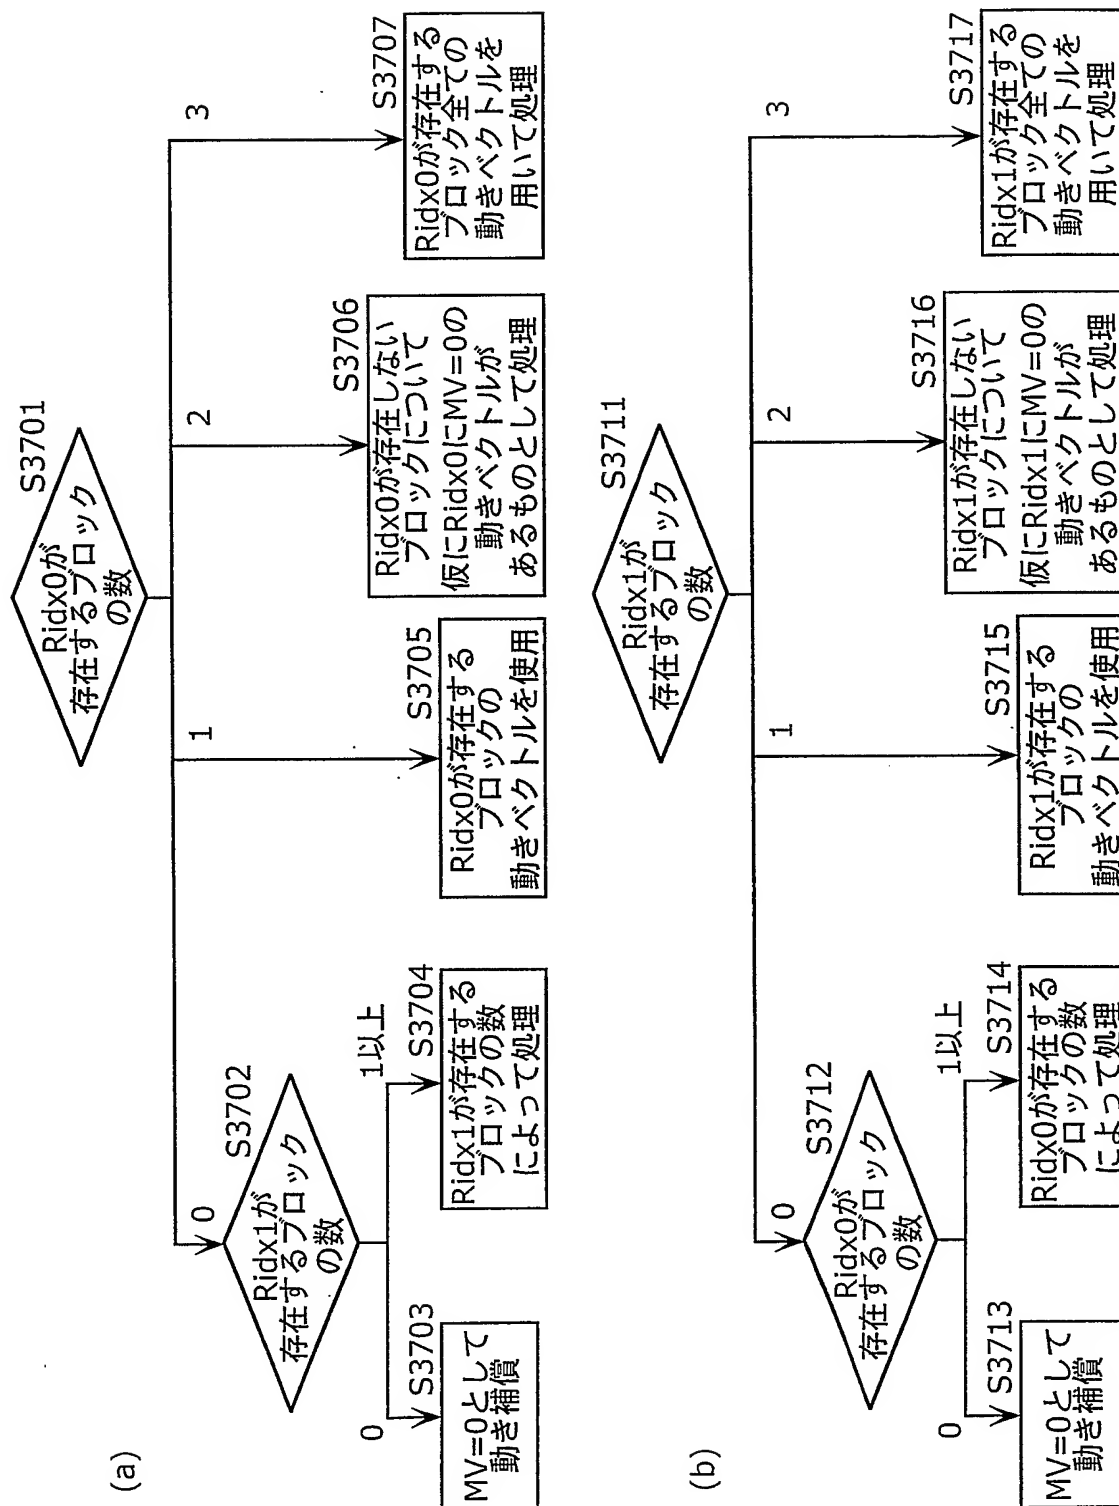 (a)
S3701
Ridx0が
存在するブロック
の数
0
1
2
3
S3702
Ridx1が
存在するブロック
の数
0
1以上
S3703
MV=0として
動き補償
S3704
Ridx1が存在する
ブロックの数
によって処理
S3705
Ridx0が存在する
ブロックの
動きベクトルを使用
S3706
Ridx0が存在しない
ブロックについて
仮にRidx0にMV=0の
動きベクトルが
あるものとして処理
S3707
Ridx0が存在する
ブロック全ての
動きベクトルを
用いて処理
(b)
S3711
Ridx1が
存在するブロック
の数
0
1
2
3
S3712
Ridx0が
存在するブロック
の数
0
1以上
S3713
MV=0として
動き補償
S3714
Ridx0が存在する
ブロックの数
によって処理
S3715
Ridx1が存在する
ブロックの
動きベクトルを使用
S3716
Ridx1が存在しない
ブロックについて
仮にRidx1にMV=0の
動きベクトルが
あるものとして処理
S3717
Ridx1が存在する
ブロック全ての
動きベクトルを
用いて処理